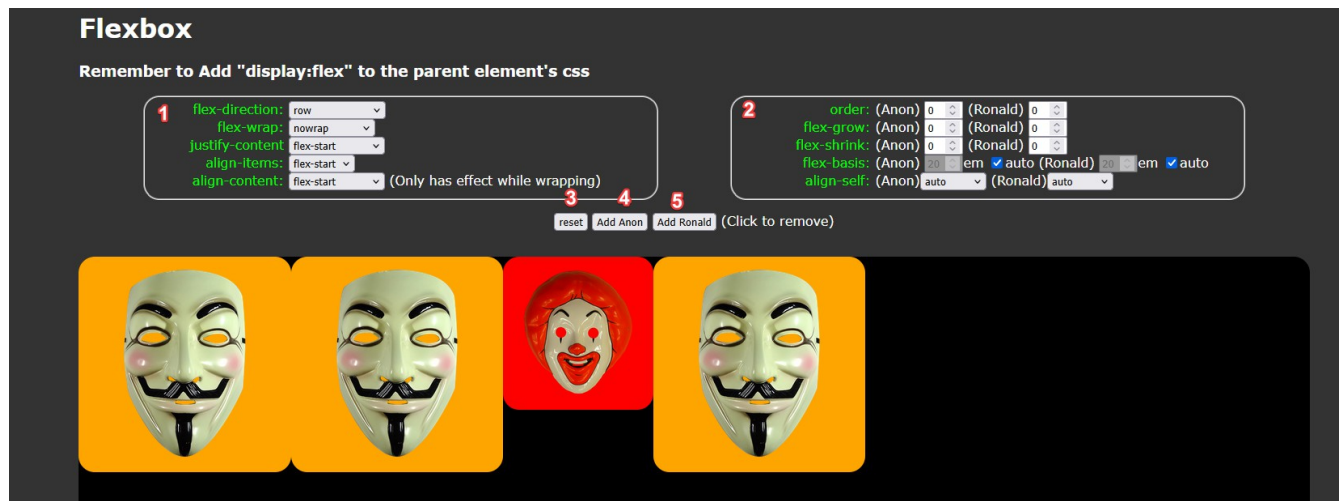 Flexbox
Remember to Add "display:flex" to the parent element's css
1
flex-direction: row
flex-wrap: nowrap
justify-content flex-start
align-items: flex-start
align-content: flex-start (Only has effect while wrapping)
2
order: (Anon) 0 (Ronald) 0
flex-grow: (Anon) 0 (Ronald) 0
flex-shrink: (Anon) 0 (Ronald) 0
flex-basis: (Anon) 20 em auto (Ronald) 20 em auto
align-self: (Anon) auto (Ronald) auto
3 4 5
reset Add Anon Add Ronald (Click to remove)